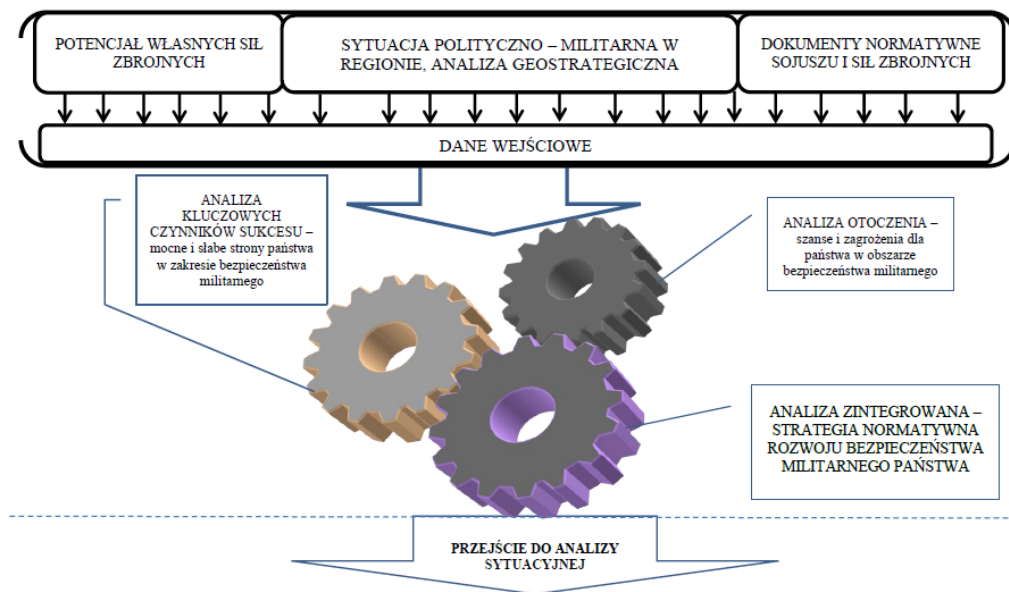 POTENCJAŁ WŁASNYCH SIŁ
ZBROJNYCH
SYTUACJA POLITYCZNO – MILITARNA W
REGIONIE, ANALIZA GEOSTRATEGICZNA
DOKUMENTY NORMATYWNE
SOJUSZU I SIŁ ZBROJNYCH
DANE WEJŚCIOWE
ANALIZA
KLUCZOWYCH
CZYNNIKÓW SUKCESU –
mocne i słabe strony państwa
w zakresie bezpieczeństwa
militarnego
ANALIZA OTOCZENIA –
szanse i zagrożenia dla
państwa w obszarze
bezpieczeństwa militarnego
ANALIZA ZINTEGROWANA –
STRATEGIA NORMATYWNA
ROZWOJU BEZPIECZEŃSTWA
MILITARNEGO PAŃSTWA
PRZEJŚCIE DO ANALIZY
SYTUACYJNEJ